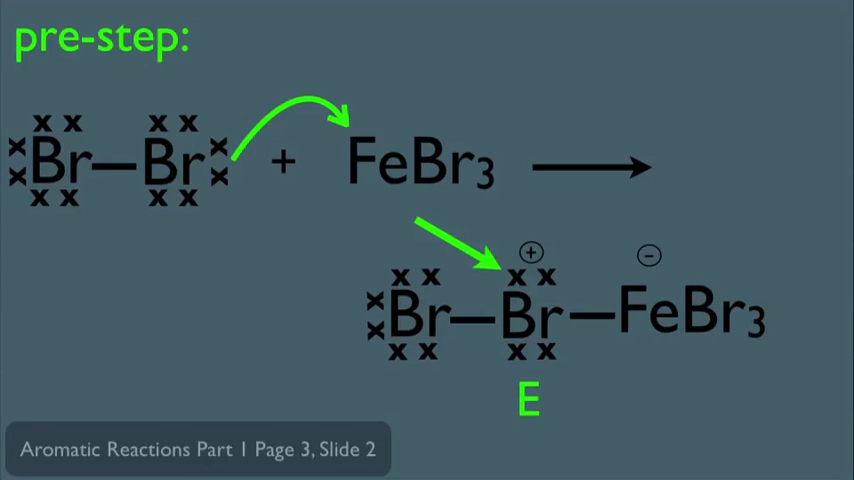 pre-step:
Br—Br + FeBr₃ ⟶
Br—Br—FeBr₃
⊕ ⊖
E
Aromatic Reactions Part 1 Page 3, Slide 2